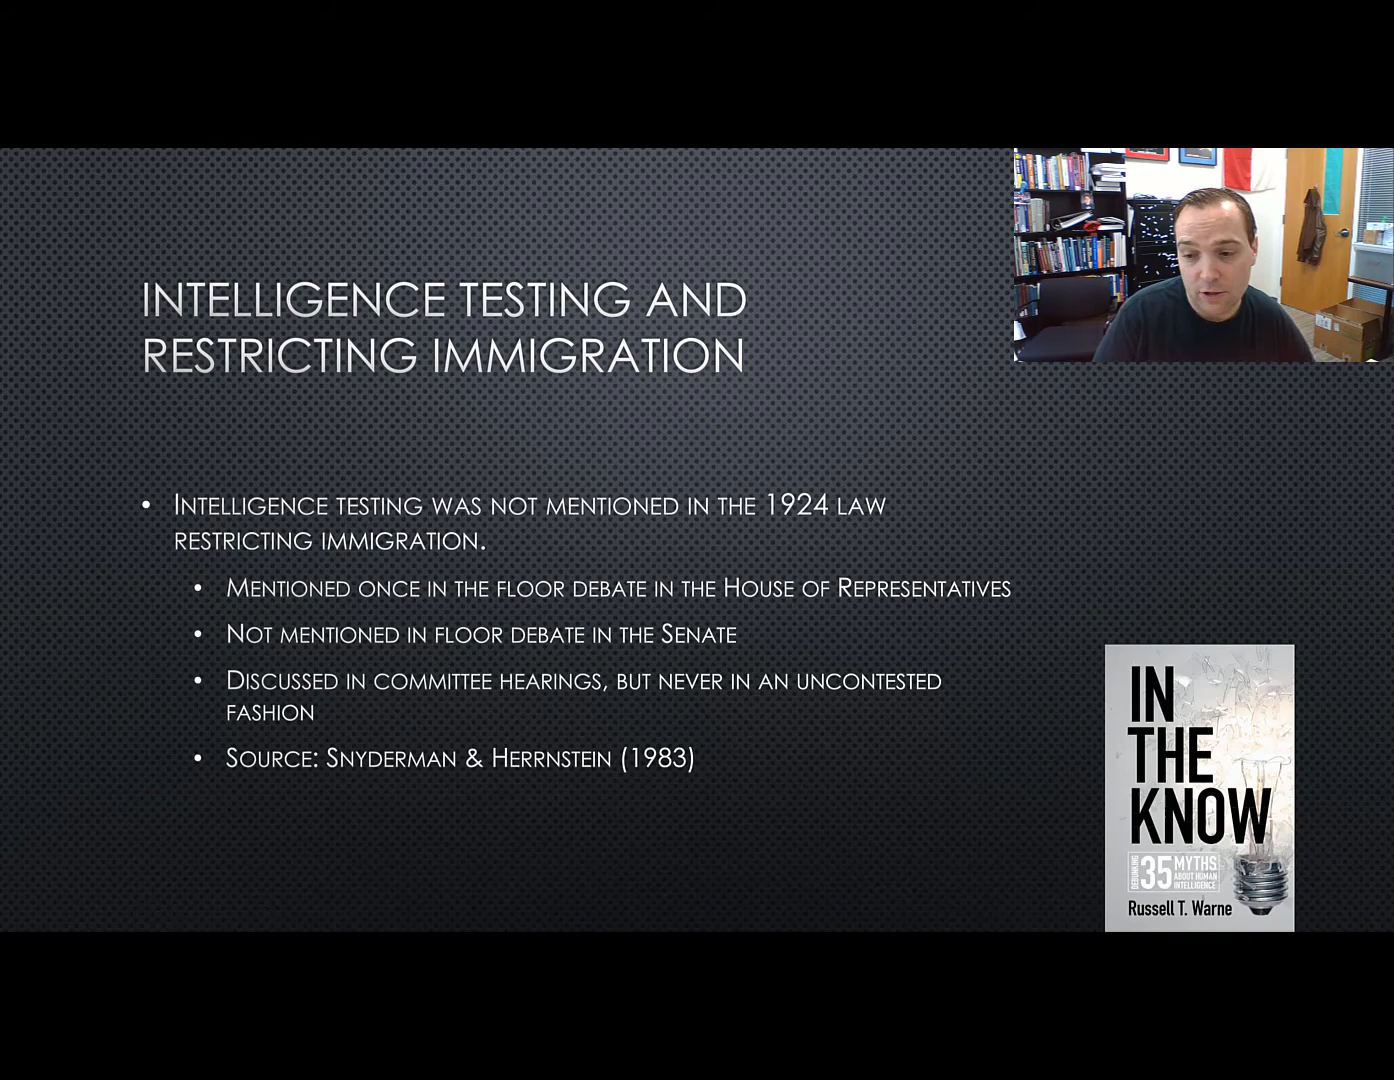 INTELLIGENCE TESTING AND
RESTRICTING IMMIGRATION
• INTELLIGENCE TESTING WAS NOT MENTIONED IN THE 1924 LAW
RESTRICTING IMMIGRATION.
• MENTIONED ONCE IN THE FLOOR DEBATE IN THE HOUSE OF REPRESENTATIVES
• NOT MENTIONED IN FLOOR DEBATE IN THE SENATE
• DISCUSSED IN COMMITTEE HEARINGS, BUT NEVER IN AN UNCONTESTED
FASHION
• SOURCE: SNYDERMAN & HERRNSTEIN (1983)
IN
THE
KNOW
DEBUNKING
35
MYTHS
ABOUT HUMAN
INTELLIGENCE
Russell T. Warne